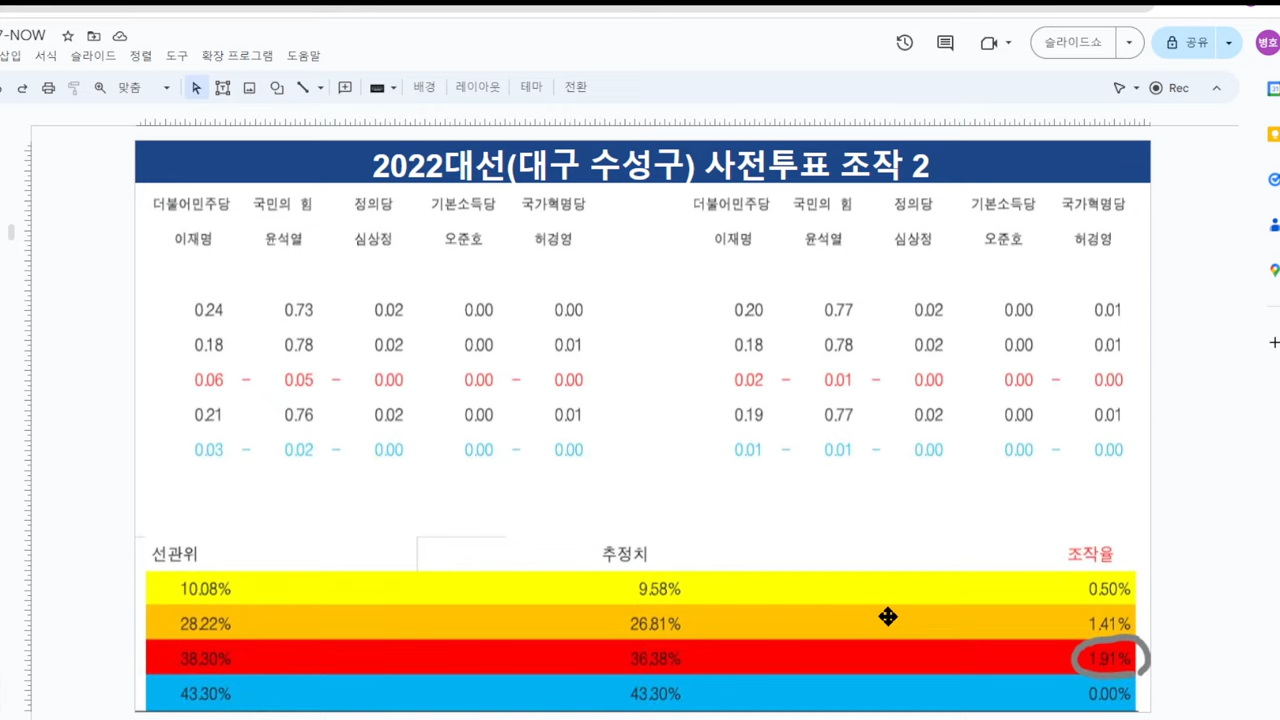 7-NOW
삽입 서식 슬라이드 정렬 도구 확장 프로그램 도움말
슬라이드쇼 공유 병호
맞춤 배경 레이아웃 테마 전환 Rec
2022대선(대구 수성구) 사전투표 조작 2
더불어민주당 국민의 힘 정의당 기본소득당 국가혁명당 더불어민주당 국민의 힘 정의당 기본소득당 국가혁명당
이재명 윤석열 심상정 오준호 허경영 이재명 윤석열 심상정 오준호 허경영
0.24 0.73 0.02 0.00 0.00 0.20 0.77 0.02 0.00 0.01
0.18 0.78 0.02 0.00 0.01 0.18 0.78 0.02 0.00 0.01
0.06 - 0.05 - 0.00 0.00 - 0.00 0.02 - 0.01 - 0.00 0.00 - 0.00
0.21 0.76 0.02 0.00 0.01 0.19 0.77 0.02 0.00 0.01
0.03 - 0.02 - 0.00 0.00 - 0.00 0.01 - 0.01 - 0.00 0.00 - 0.00
선관위 추정치 조작율
10.08% 9.58% 0.50%
28.22% 26.81% 1.41%
38.30% 36.38% 1.91%
43.30% 43.30% 0.00%